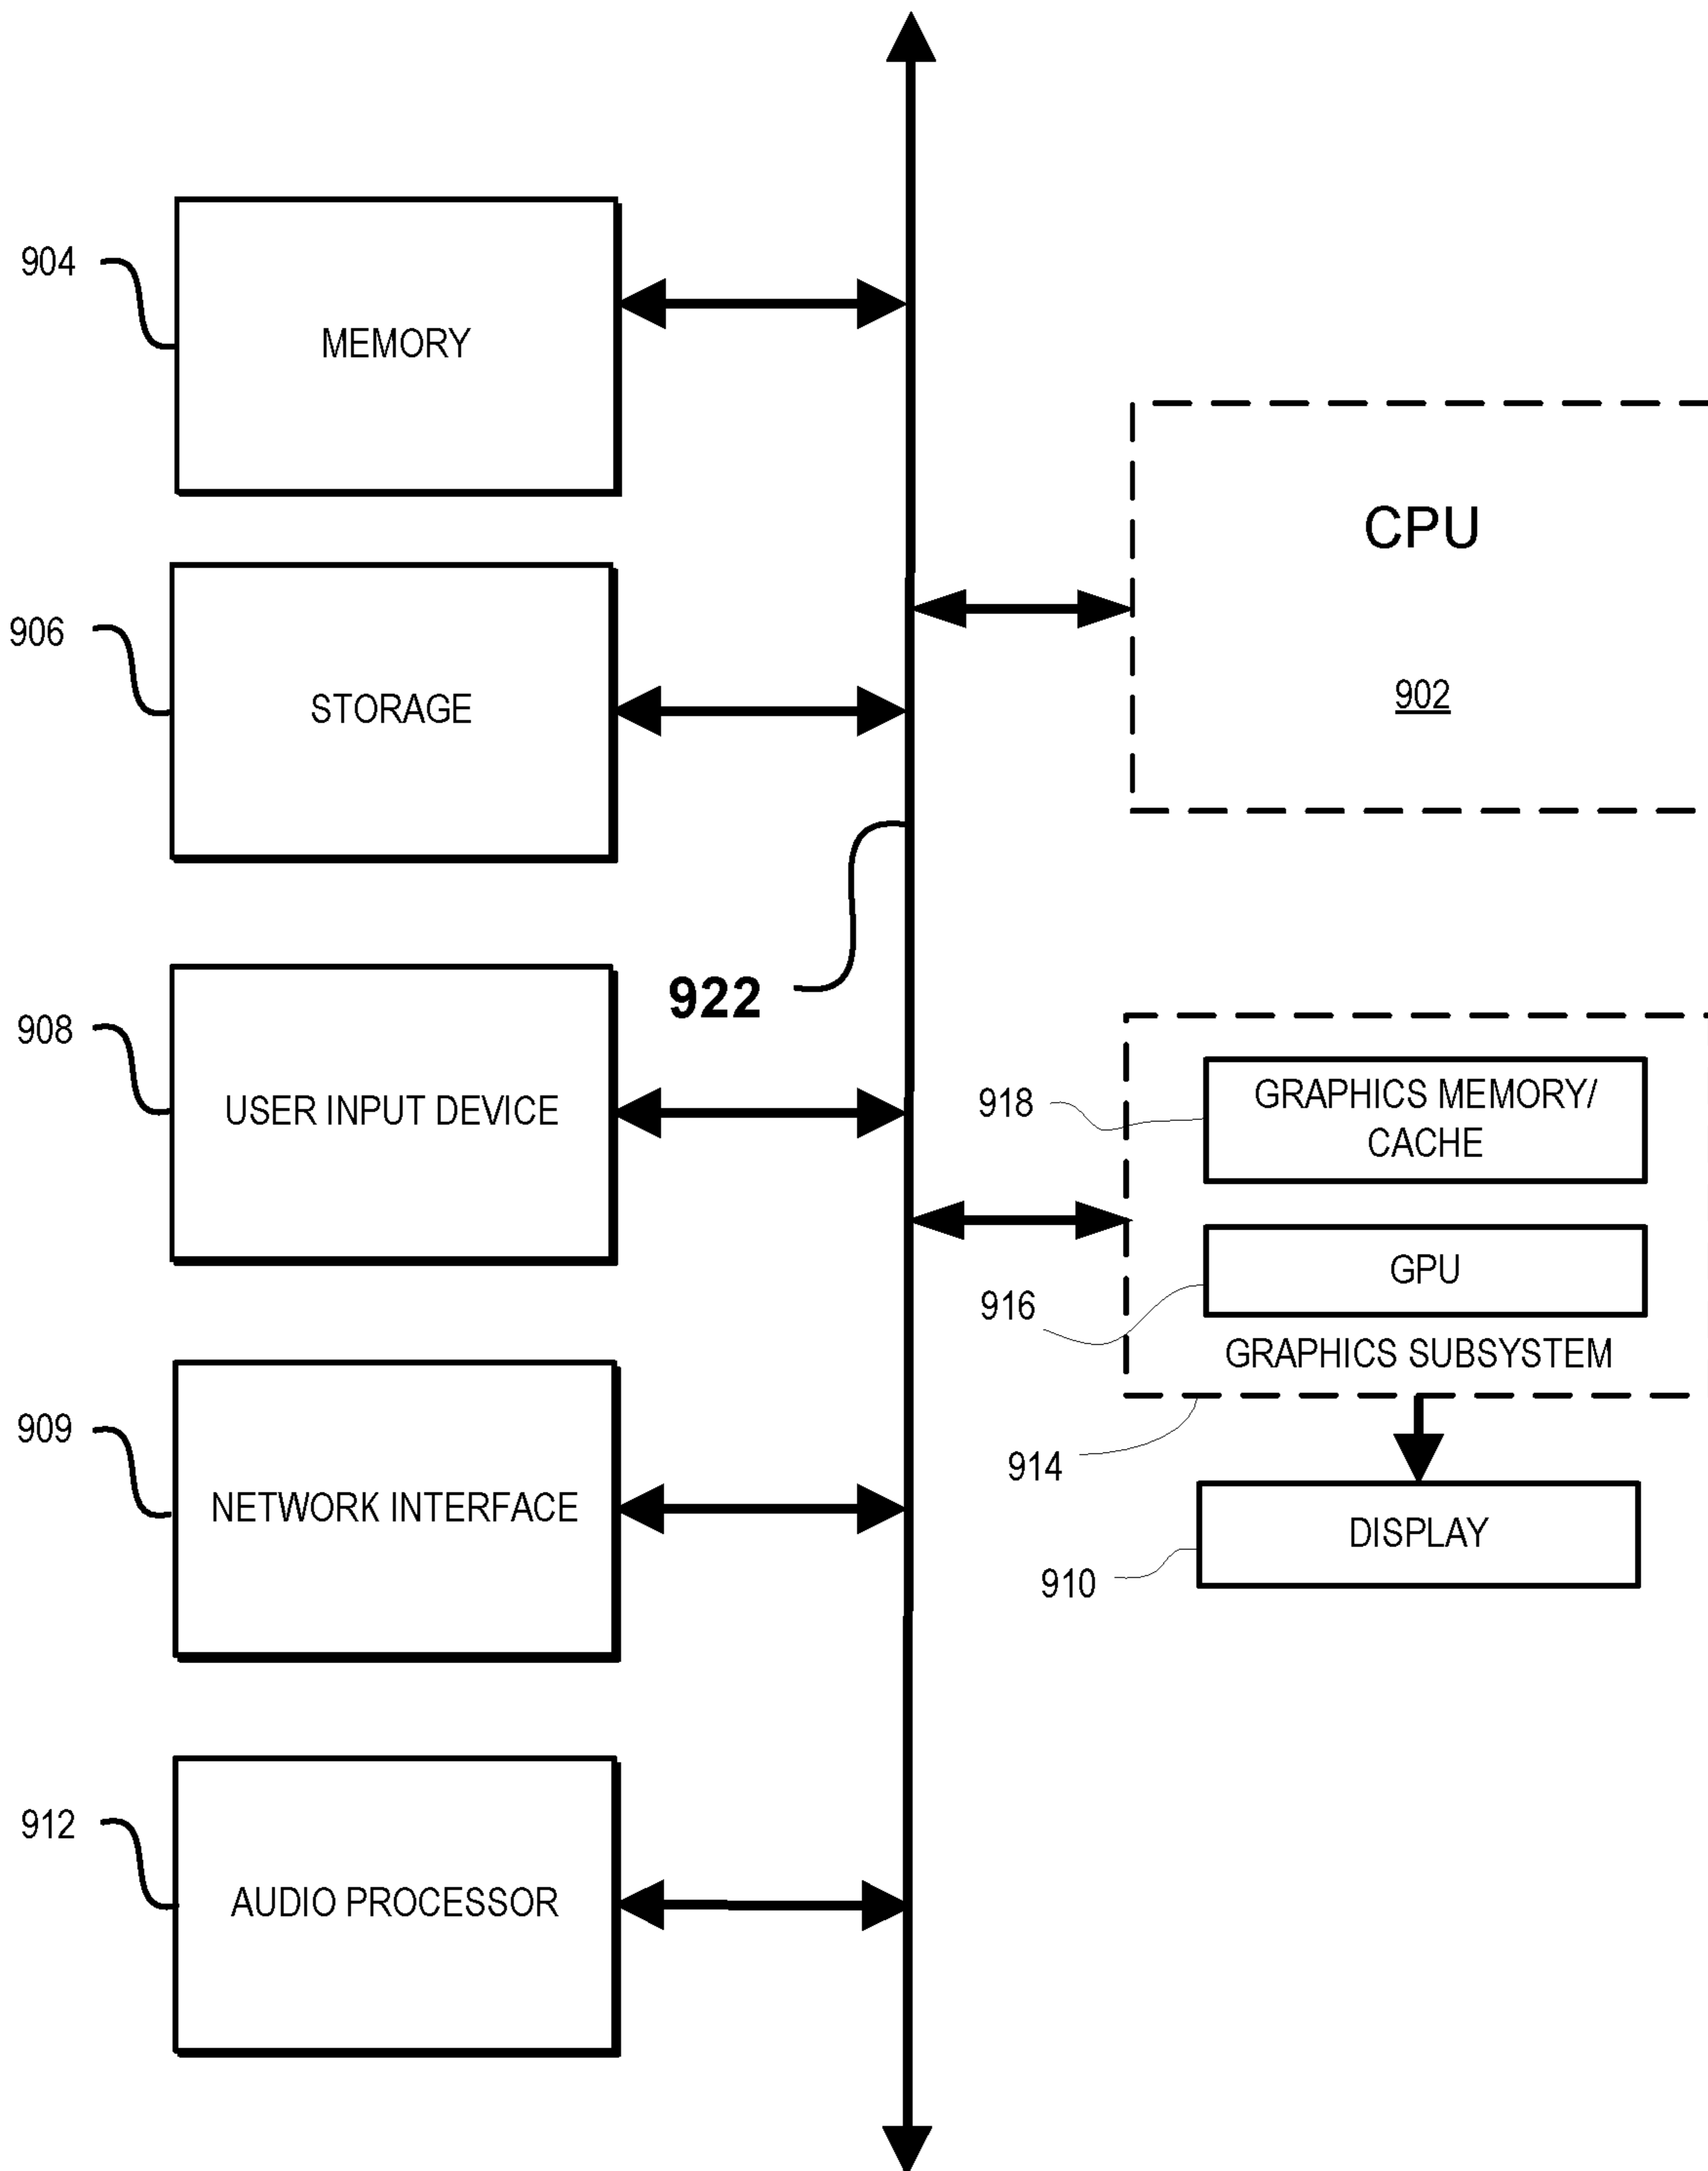 904
MEMORY
CPU
906
STORAGE
902
922
908
USER INPUT DEVICE
918
GRAPHICS MEMORY/
CACHE
916
GPU
GRAPHICS SUBSYSTEM
909
NETWORK INTERFACE
914
910
DISPLAY
912
AUDIO PROCESSOR